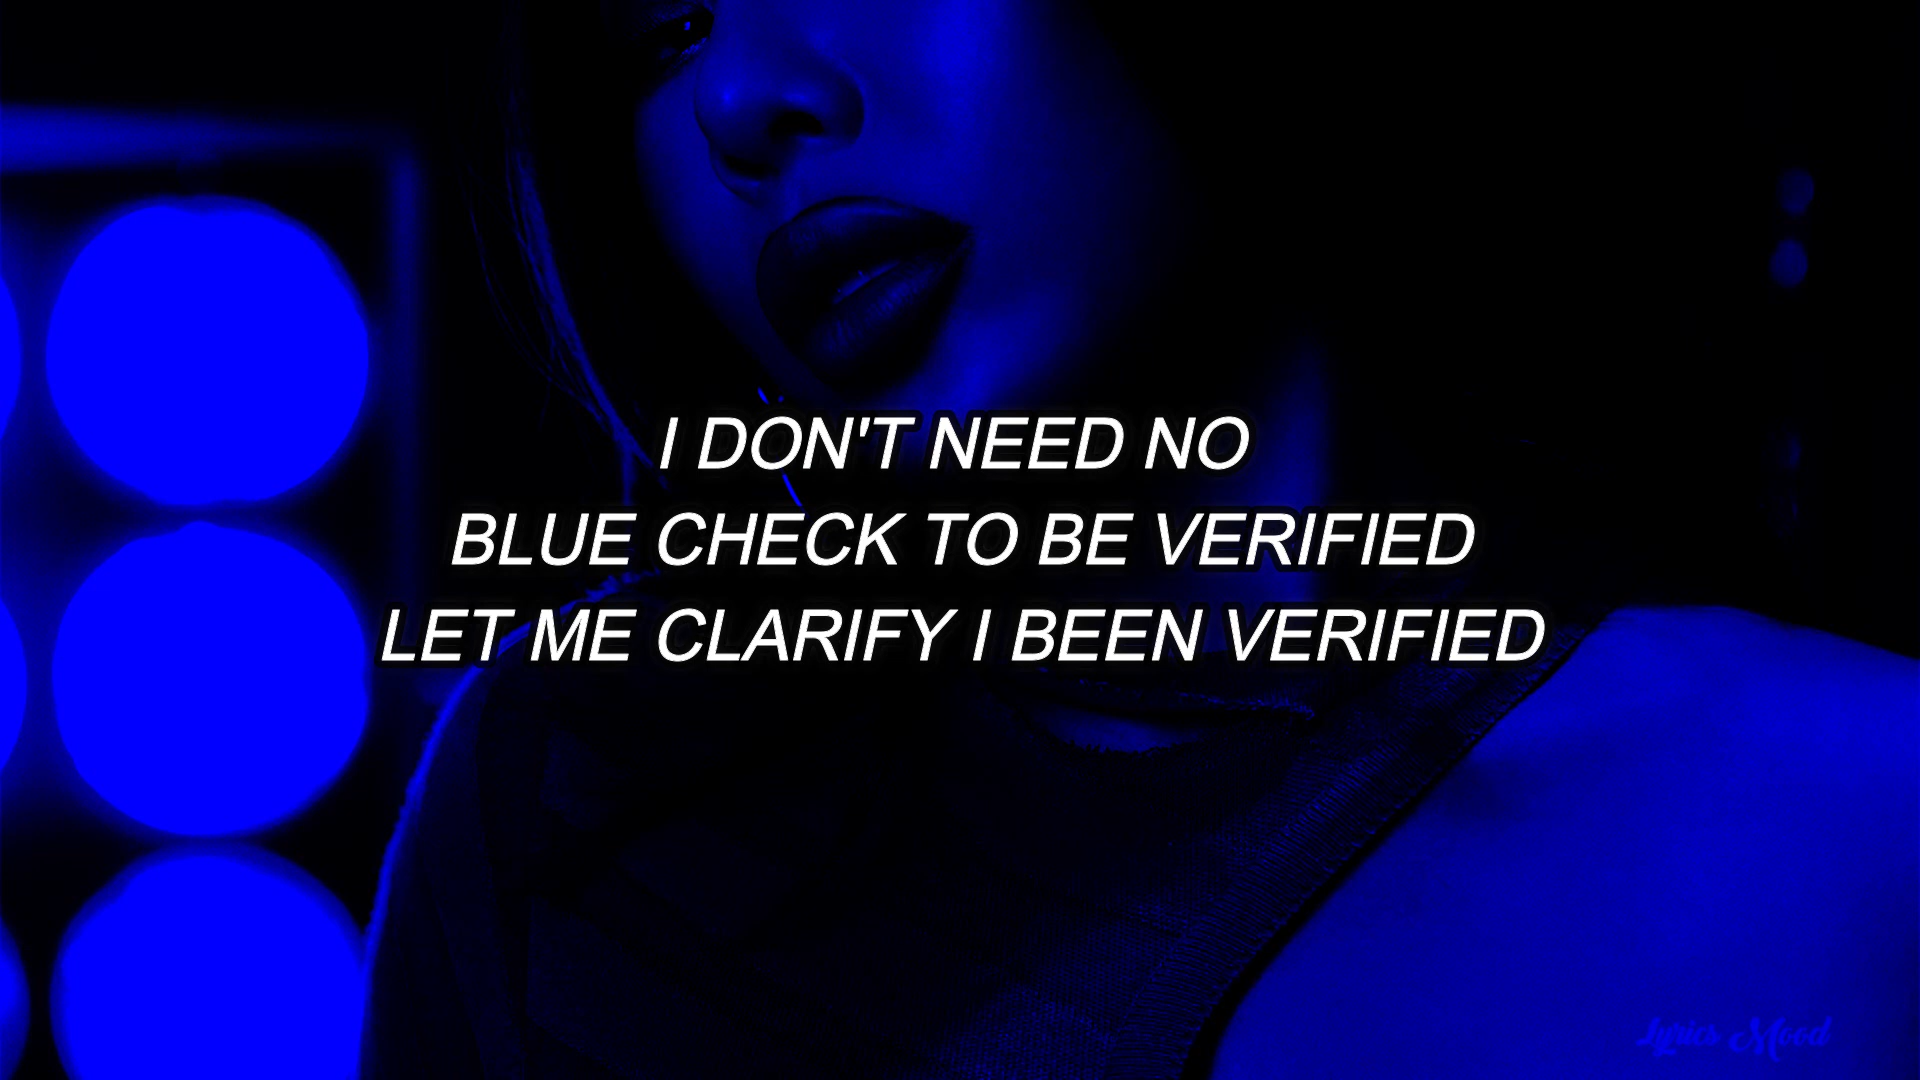 I DON'T NEED NO
BLUE CHECK TO BE VERIFIED
LET ME CLARIFY I BEEN VERIFIED
Lyrics Mood